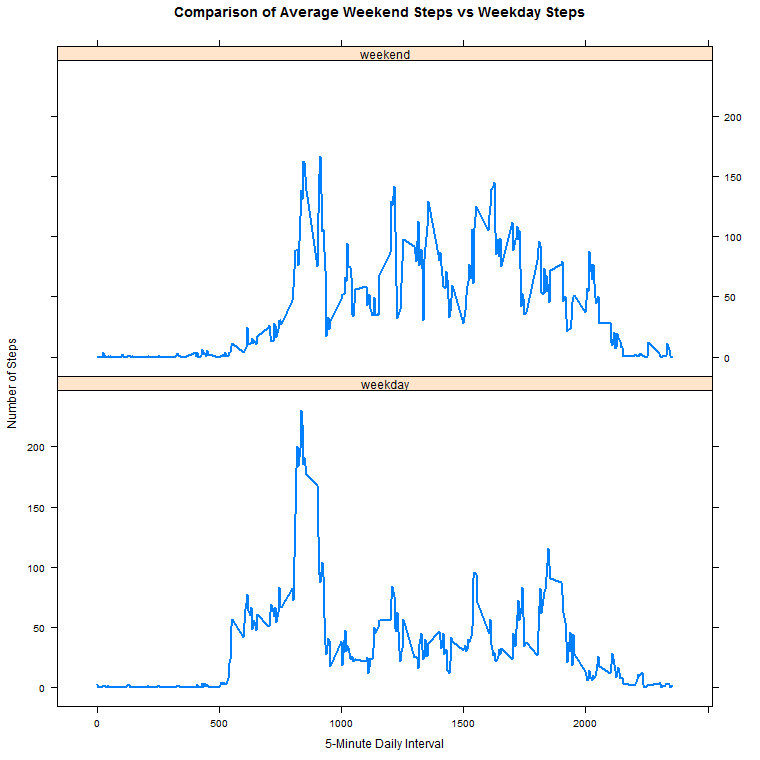 Comparison of Average Weekend Steps vs Weekday Steps
weekend
200
150
100
50
0
weekday
200
150
100
50
0
Number of Steps
0 500 1000 1500 2000
5-Minute Daily Interval